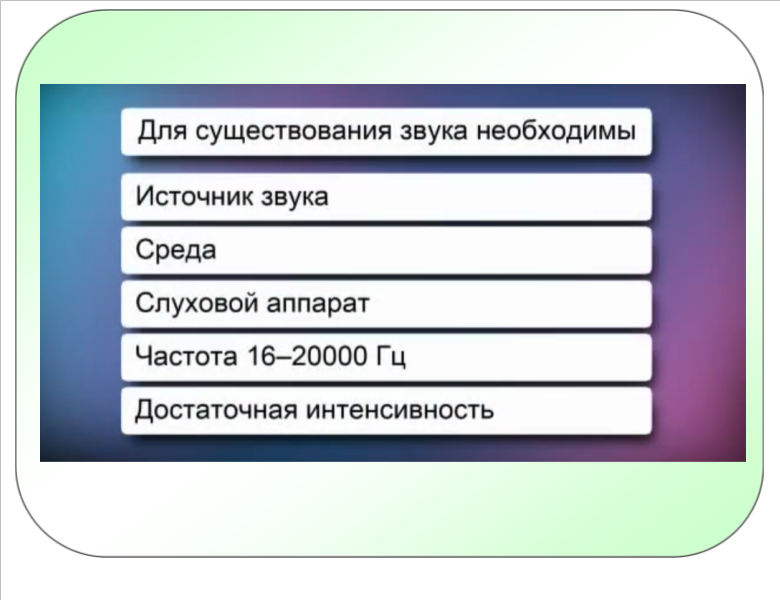 Для существования звука необходимы
Источник звука
Среда
Слуховой аппарат
Частота 16–20000 Гц
Достаточная интенсивность